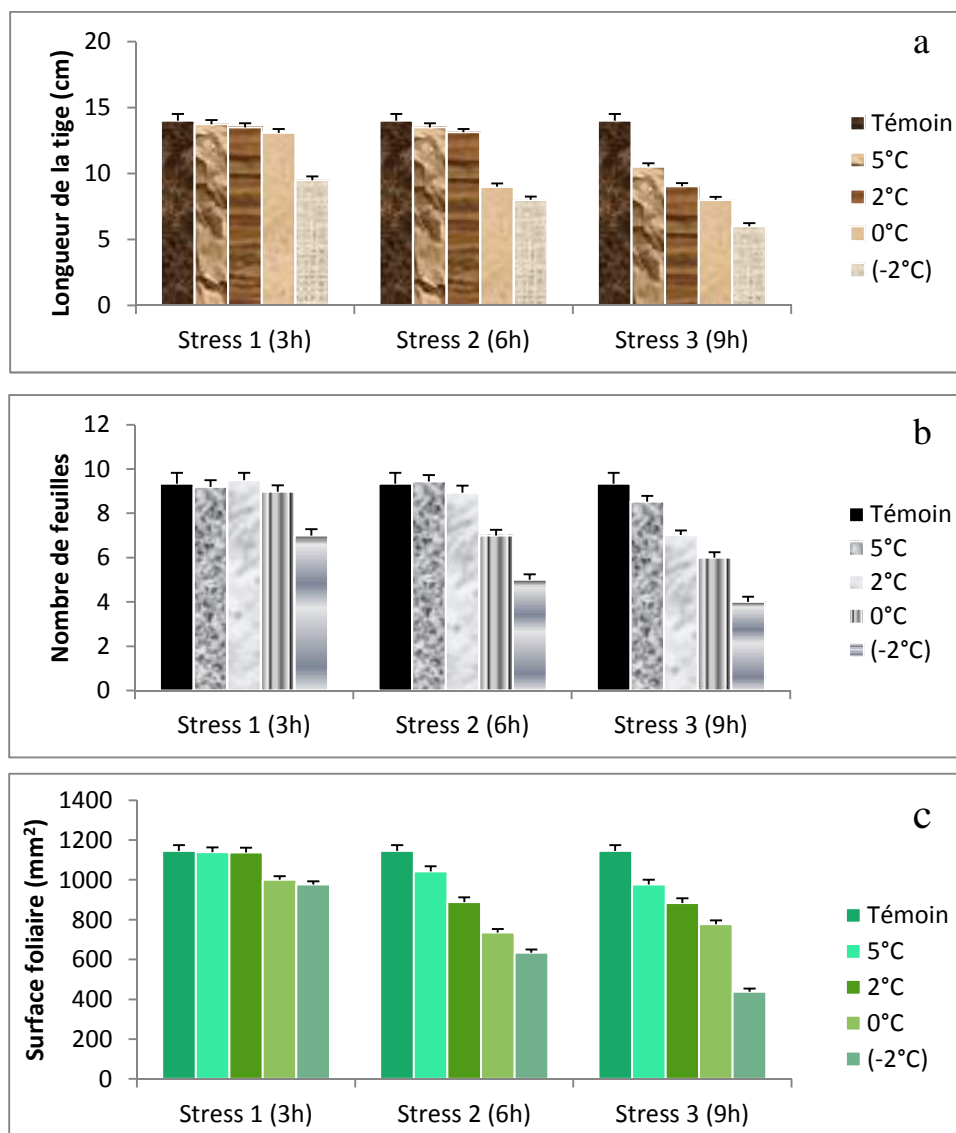 a
Longueur de la tige (cm)
20
15
10
5
0
Stress 1 (3h) Stress 2 (6h) Stress 3 (9h)
Témoin
5°C
2°C
0°C
(-2°C)
b
Nombre de feuilles
12
10
8
6
4
2
0
Stress 1 (3h) Stress 2 (6h) Stress 3 (9h)
Témoin
5°C
2°C
0°C
(-2°C)
c
Surface foliaire (mm²)
1400
1200
1000
800
600
400
200
0
Stress 1 (3h) Stress 2 (6h) Stress 3 (9h)
Témoin
5°C
2°C
0°C
(-2°C)